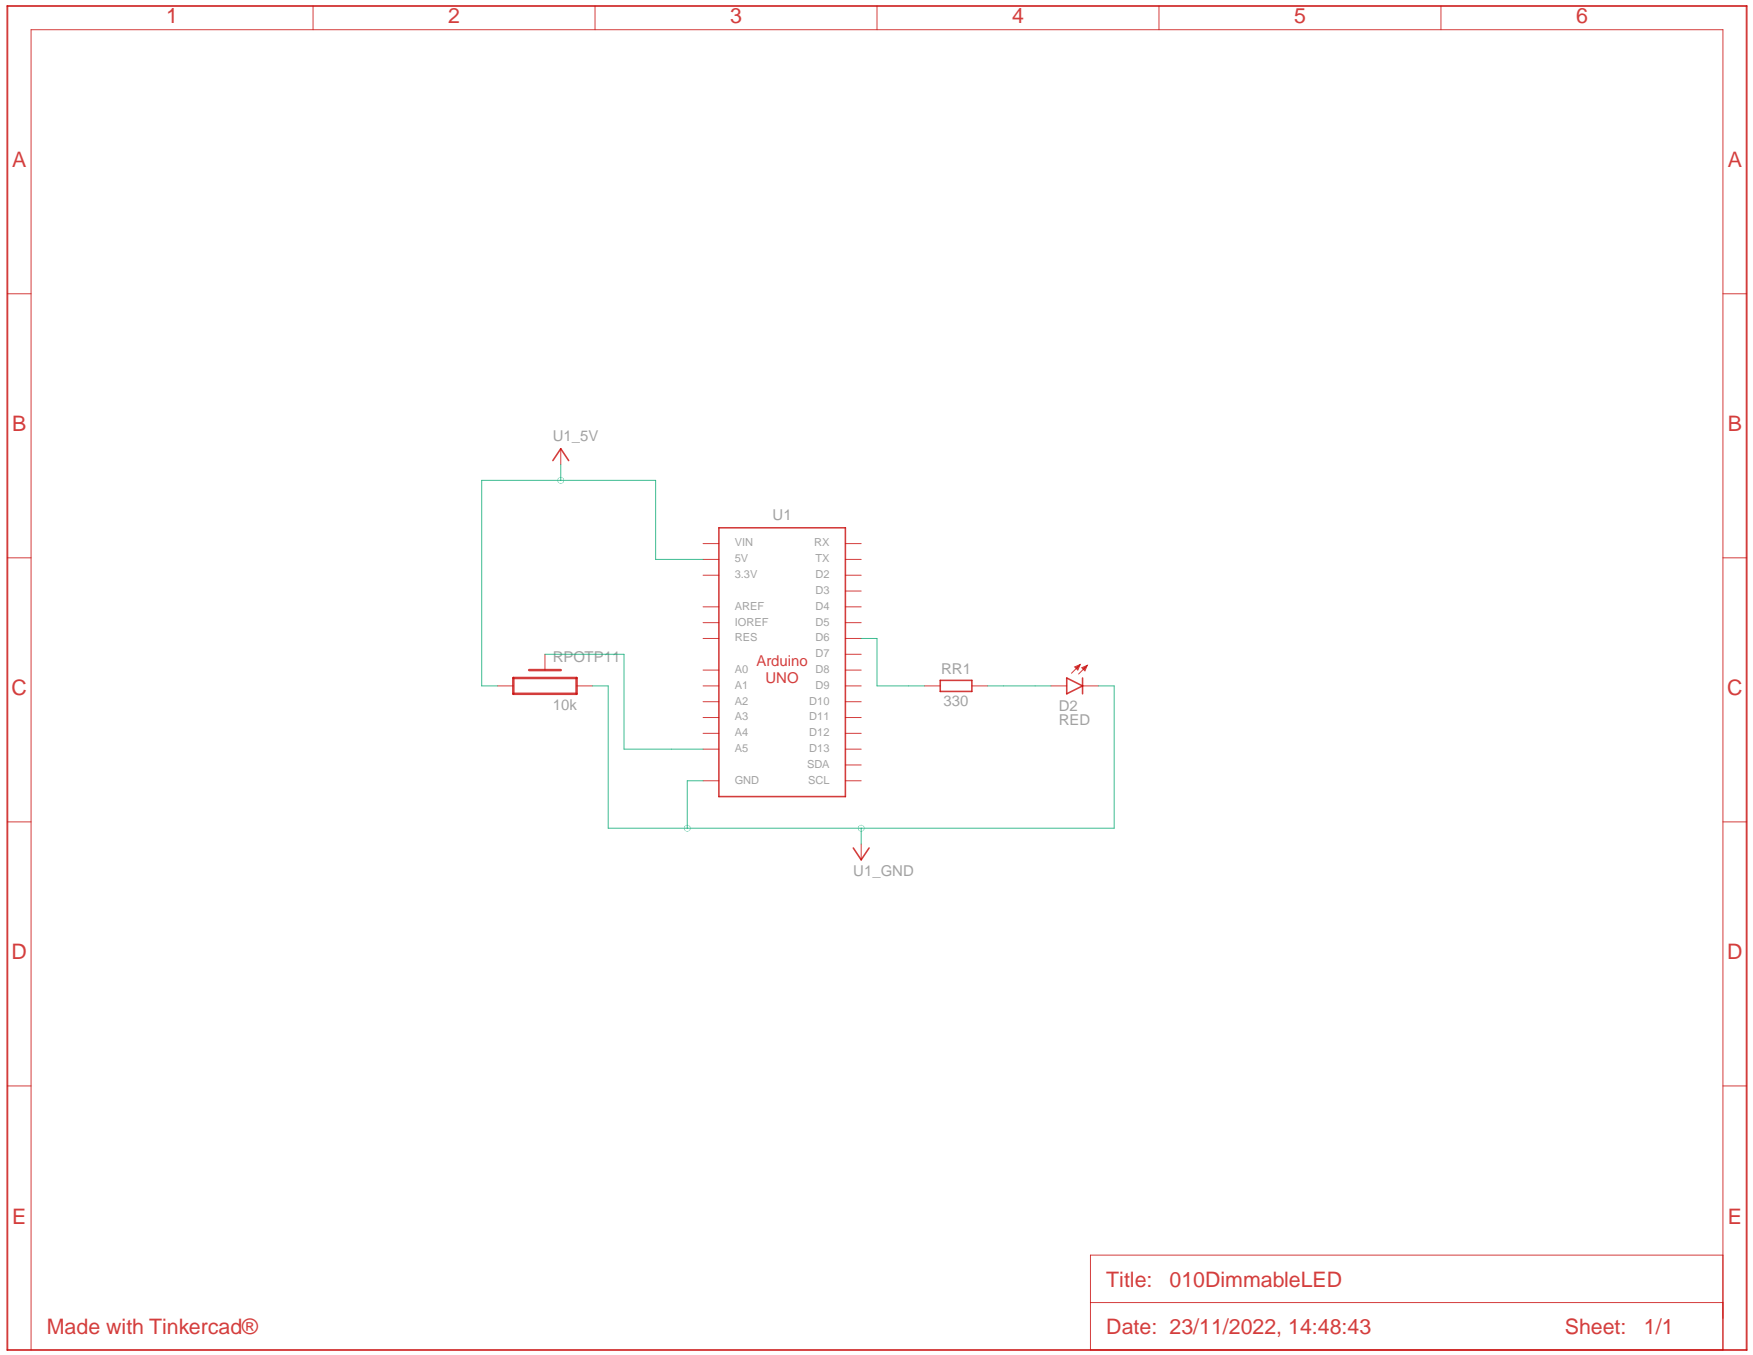 1 2 3 4 5 6
A A
B B
U1_5V
U1
VIN RX
5V TX
3.3V D2
D3
AREF D4
IOREF D5
RES D6
D7
A0 D8
A1 D9
A2 D10
A3 D11
A4 D12
A5 D13
SDA
GND SCL
Arduino
UNO
RPOTP11
10k
RR1
330
D2
RED
C C
U1_GND
D D
E E
Title: 010DimmableLED
Date: 23/11/2022, 14:48:43 Sheet: 1/1
Made with Tinkercad®